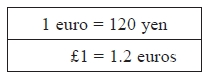 1 euro = 120 yen
£1 = 1.2 euros